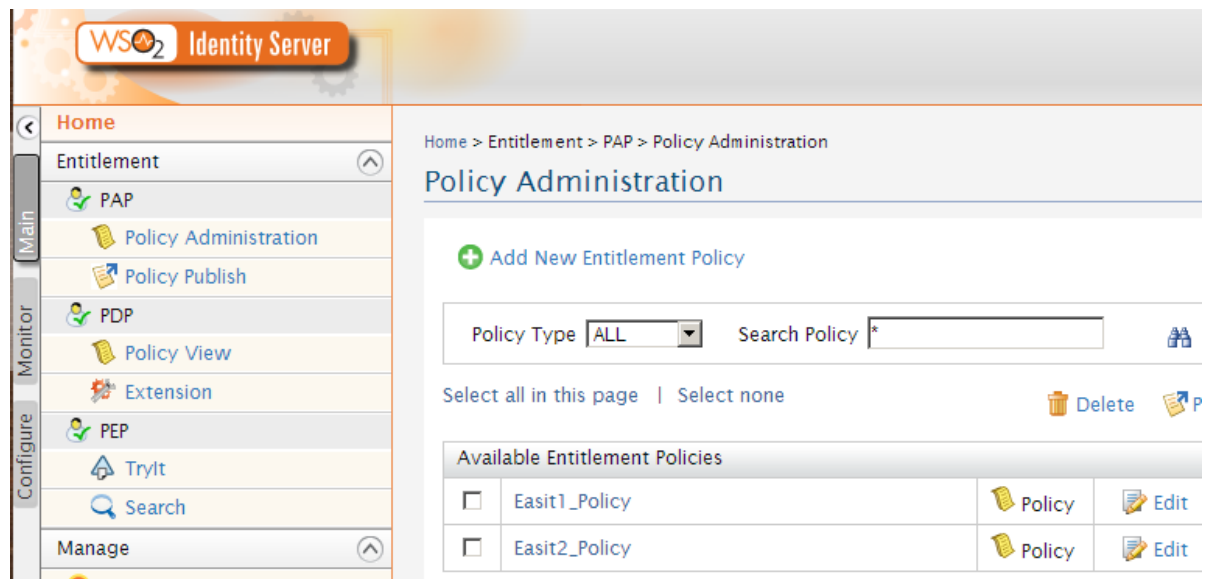 WSO2 Identity Server
Home
Entitlement
PAP
Policy Administration
Policy Publish
PDP
Policy View
Extension
PEP
TryIt
Search
Manage
Main
Monitor
Configure
Home > Entitlement > PAP > Policy Administration
Policy Administration
Add New Entitlement Policy
Policy Type ALL Search Policy *
Select all in this page | Select none Delete P
Available Entitlement Policies
Easit1_Policy Policy Edit
Easit2_Policy Policy Edit